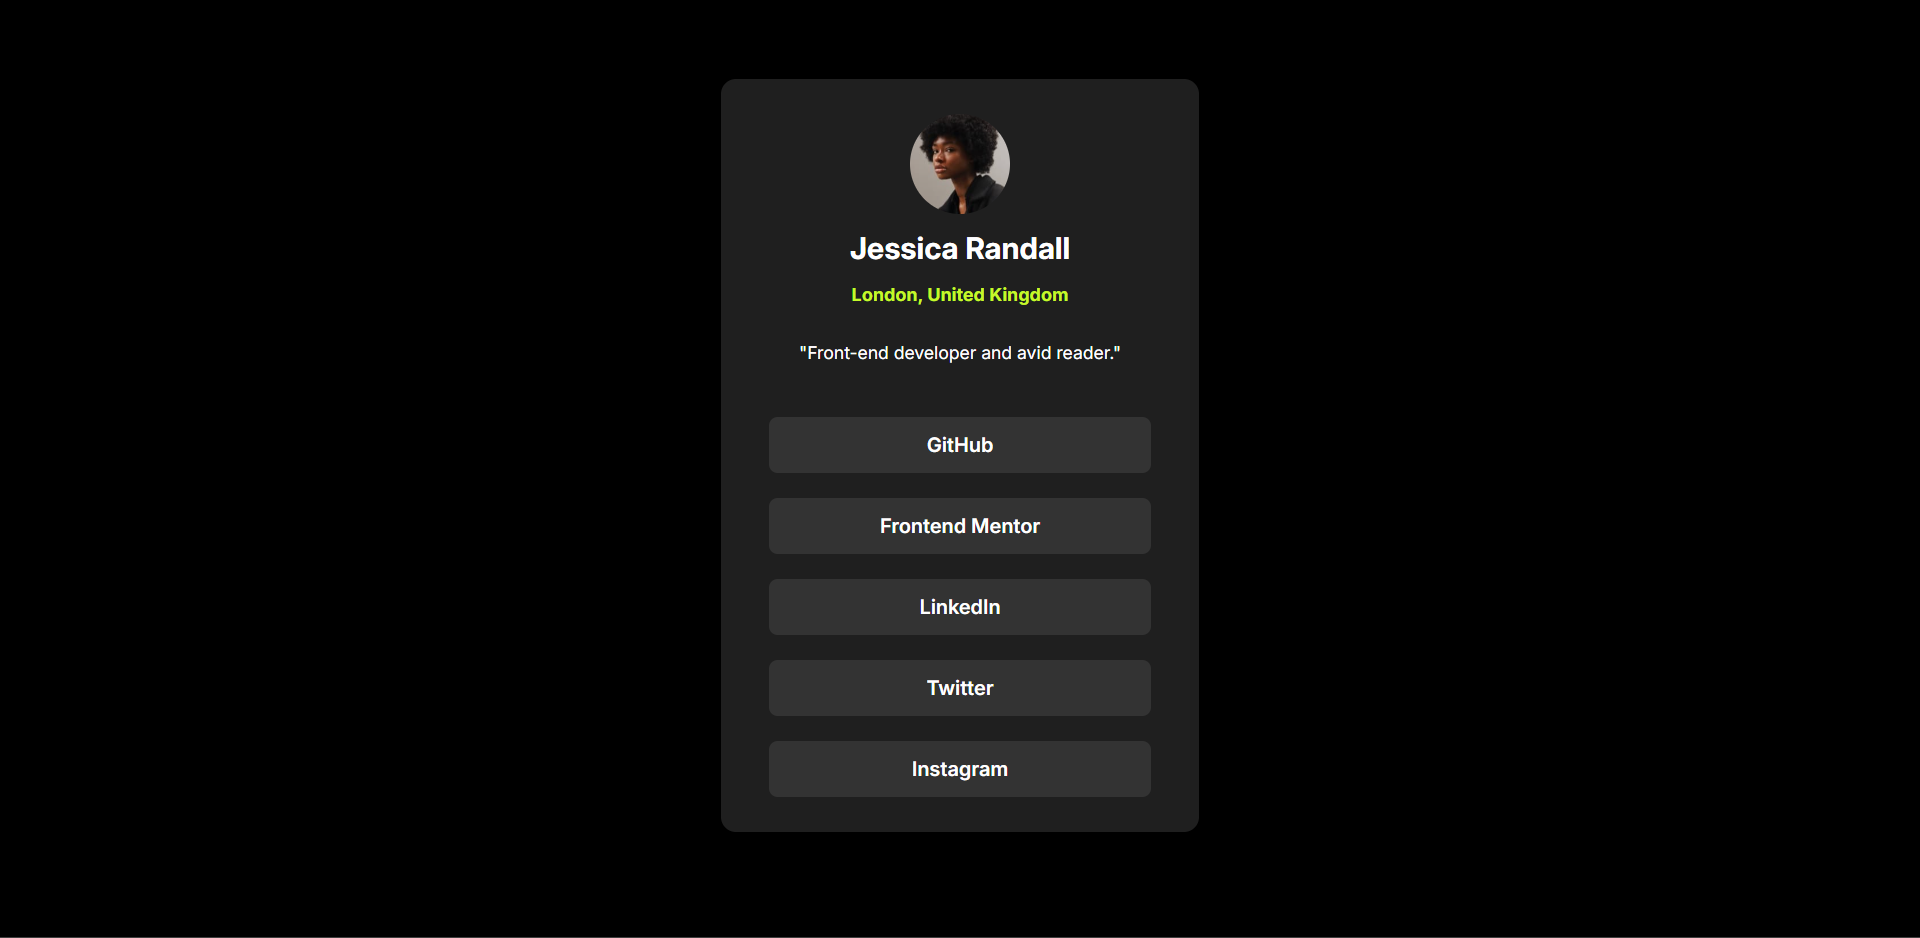 Jessica Randall
London, United Kingdom
"Front-end developer and avid reader."
GitHub
Frontend Mentor
LinkedIn
Twitter
Instagram